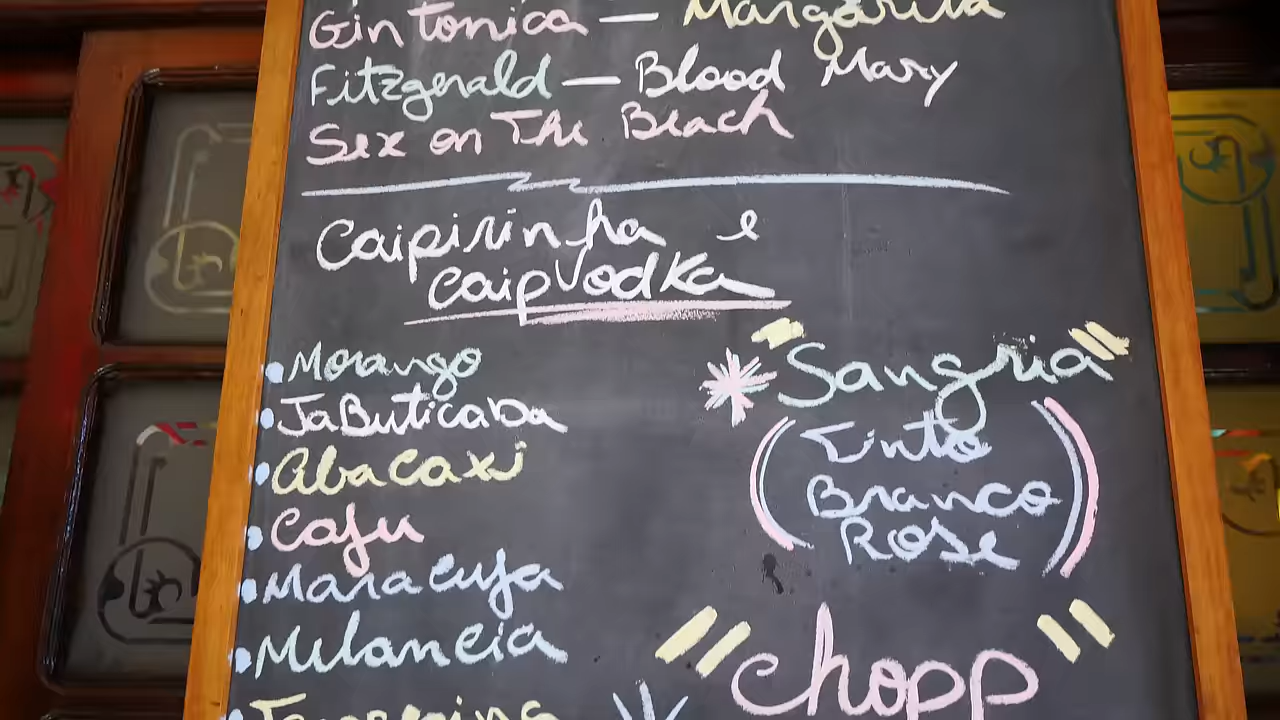 Gin tonica — Margarita
Fitzgerald — Blood Mary
Sex on The Beach
Caipirinha e
caipVodka
• Morango
• JaButicaba
• abacaxi
• Caju
• Maracuja
• Melancia
• Tangerina
"Sangria"
(Tinto
Branco
Rose)
"chopp"